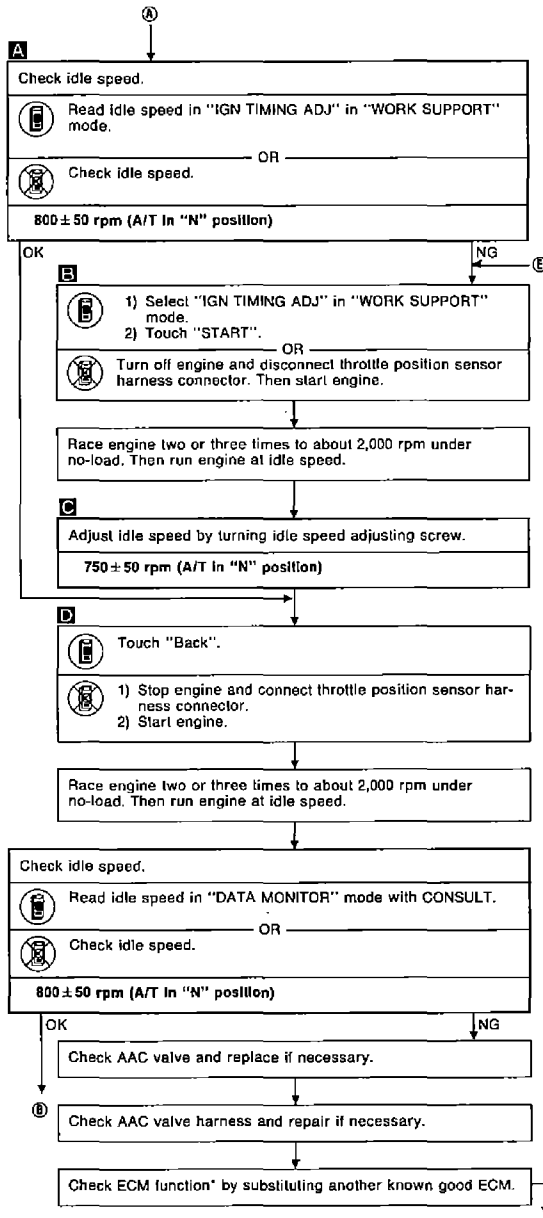 Ⓐ
A
Check idle speed.
Read idle speed in "IGN TIMING ADJ" in "WORK SUPPORT"
mode.
OR
Check idle speed.
800 ± 50 rpm (A/T in "N" position)
OK
NG
Ⓔ
B
1) Select "IGN TIMING ADJ" in "WORK SUPPORT"
mode.
2) Touch "START".
OR
Turn off engine and disconnect throttle position sensor
harness connector. Then start engine.
Race engine two or three times to about 2,000 rpm under
no-load. Then run engine at idle speed.
C
Adjust idle speed by turning idle speed adjusting screw.
750 ± 50 rpm (A/T in "N" position)
D
Touch "Back".
1) Stop engine and connect throttle position sensor har-
ness connector.
2) Start engine.
Race engine two or three times to about 2,000 rpm under
no-load. Then run engine at idle speed.
Check idle speed.
Read idle speed in "DATA MONITOR" mode with CONSULT.
OR
Check idle speed.
800 ± 50 rpm (A/T in "N" position)
OK
NG
Ⓑ
Check AAC valve and replace if necessary.
Check AAC valve harness and repair if necessary.
Check ECM function* by substituting another known good ECM.